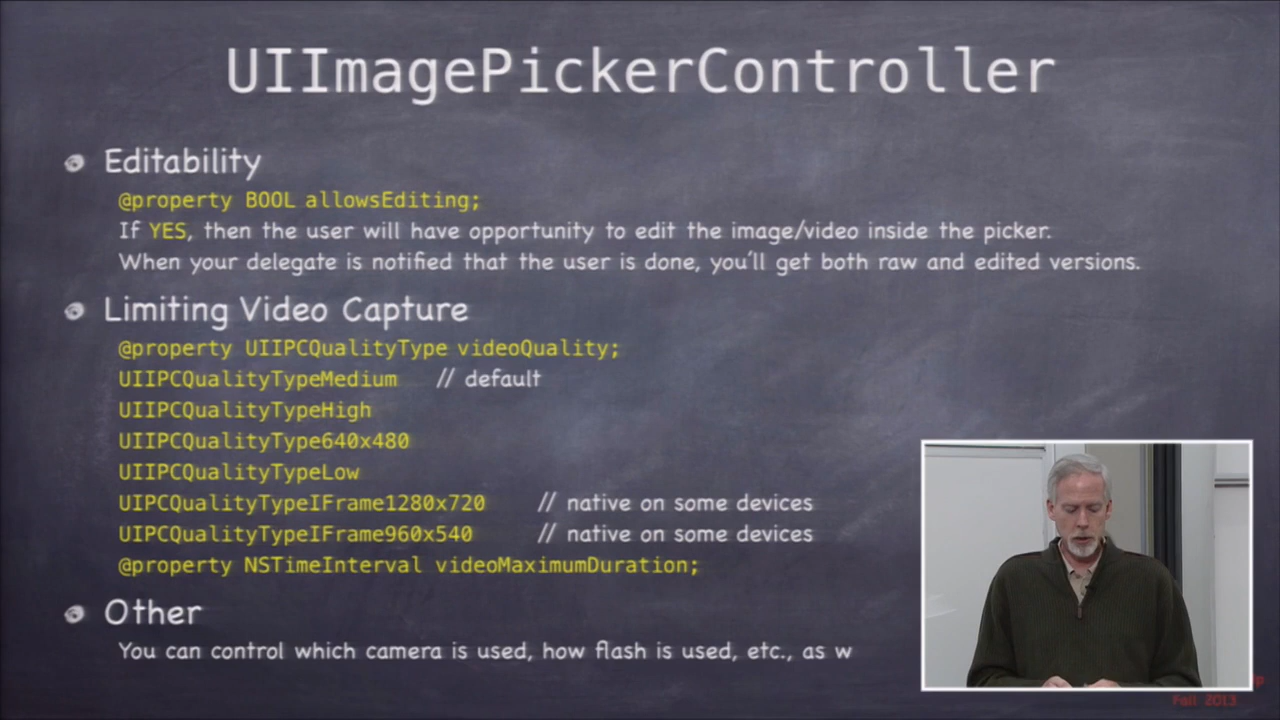 UIImagePickerController
Editability
@property BOOL allowsEditing;
If YES, then the user will have opportunity to edit the image/video inside the picker.
When your delegate is notified that the user is done, you'll get both raw and edited versions.
Limiting Video Capture
@property UIIPCQualityType videoQuality;
UIIPCQualityTypeMedium // default
UIIPCQualityTypeHigh
UIIPCQualityType640x480
UIIPCQualityTypeLow
UIPCQualityTypeIFrame1280x720 // native on some devices
UIPCQualityTypeIFrame960x540 // native on some devices
@property NSTimeInterval videoMaximumDuration;
Other
You can control which camera is used, how flash is used, etc., as w
Fall 2013